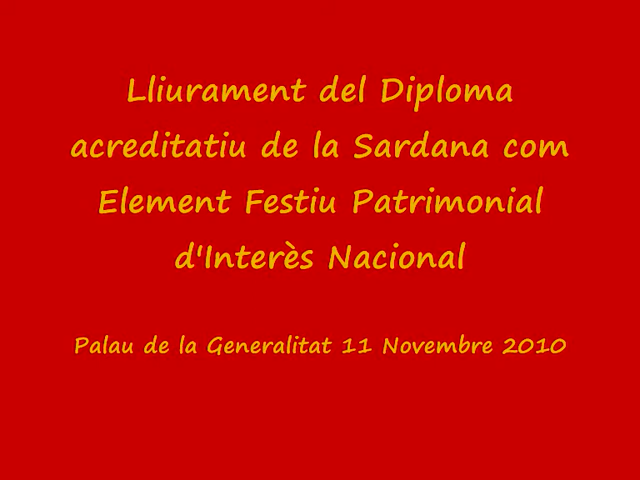 Lliurament del Diploma
acreditatiu de la Sardana com
Element Festiu Patrimonial
d'Interès Nacional
Palau de la Generalitat 11 Novembre 2010